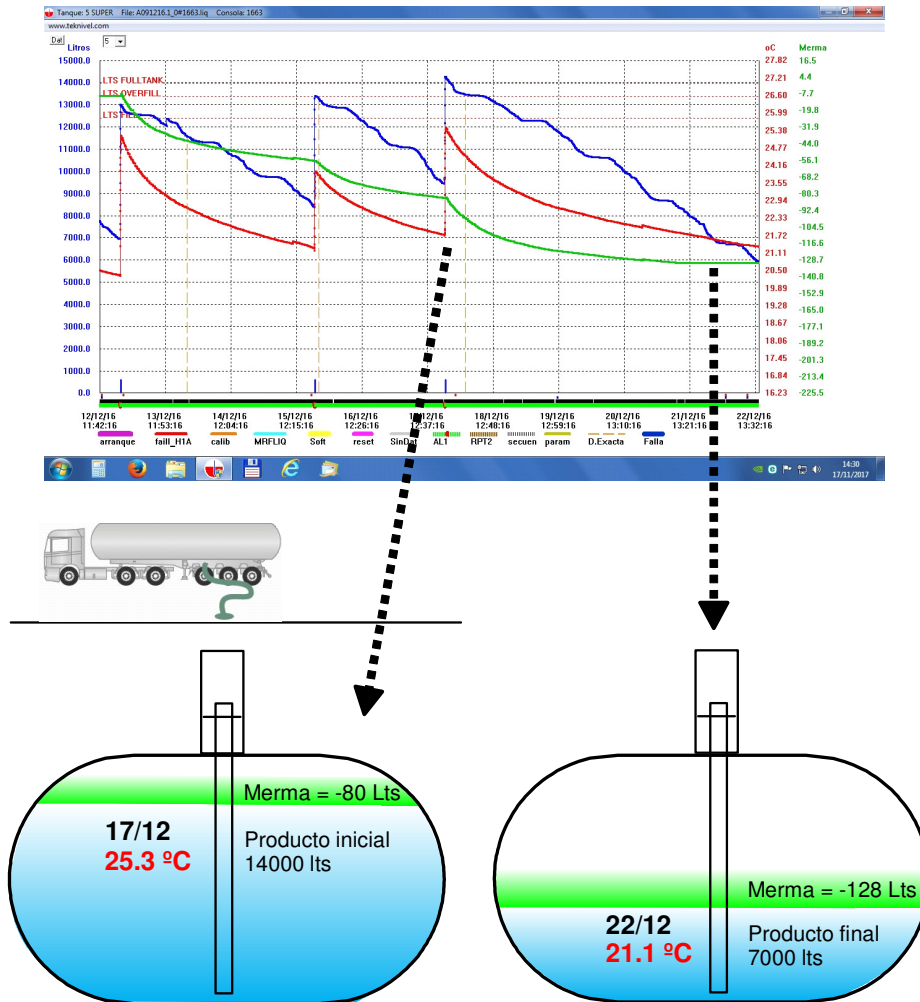 Tanque: 5 SUPER File: A091216.1_0#1663.liq Consola: 1663
www.teknivel.com
Dat 5
Litros oC Merma
15000.0 27.82 16.5
14000.0 LTS FULLTANK 27.21 4.4
LTS OVERFILL 26.60 -7.7
13000.0 25.99 -19.8
LTS FILL
12000.0 25.38 -31.9
11000.0 24.77 -44.0
10000.0 24.16 -56.1
9000.0 23.55 -68.2
8000.0 22.94 -80.3
7000.0 22.33 -92.4
6000.0 21.72 -104.5
5000.0 21.11 -116.6
4000.0 20.50 -128.7
3000.0 19.89 -140.8
2000.0 19.28 -152.9
1000.0 18.67 -165.0
0.0 18.06 -177.1
17.45 -189.2
16.84 -201.3
-213.4
16.23 -225.5
12/12/16 13/12/16 14/12/16 15/12/16 16/12/16 18/12/16 19/12/16 20/12/16 21/12/16 22/12/16
11:42:16 11:53:16 12:04:16 12:15:16 12:26:16 12:37:16 12:48:16 12:59:16 13:10:16 13:21:16 13:32:16
arranque faill_H1A calib MRFLIQ Soft reset SinDat AL1 RPT2 secuen param D.Exacta Falla
14:30
17/11/2017
Merma = -80 Lts
17/12
25.3 ºC
Producto inicial
14000 lts
Merma = -128 Lts
22/12
21.1 ºC
Producto final
7000 lts